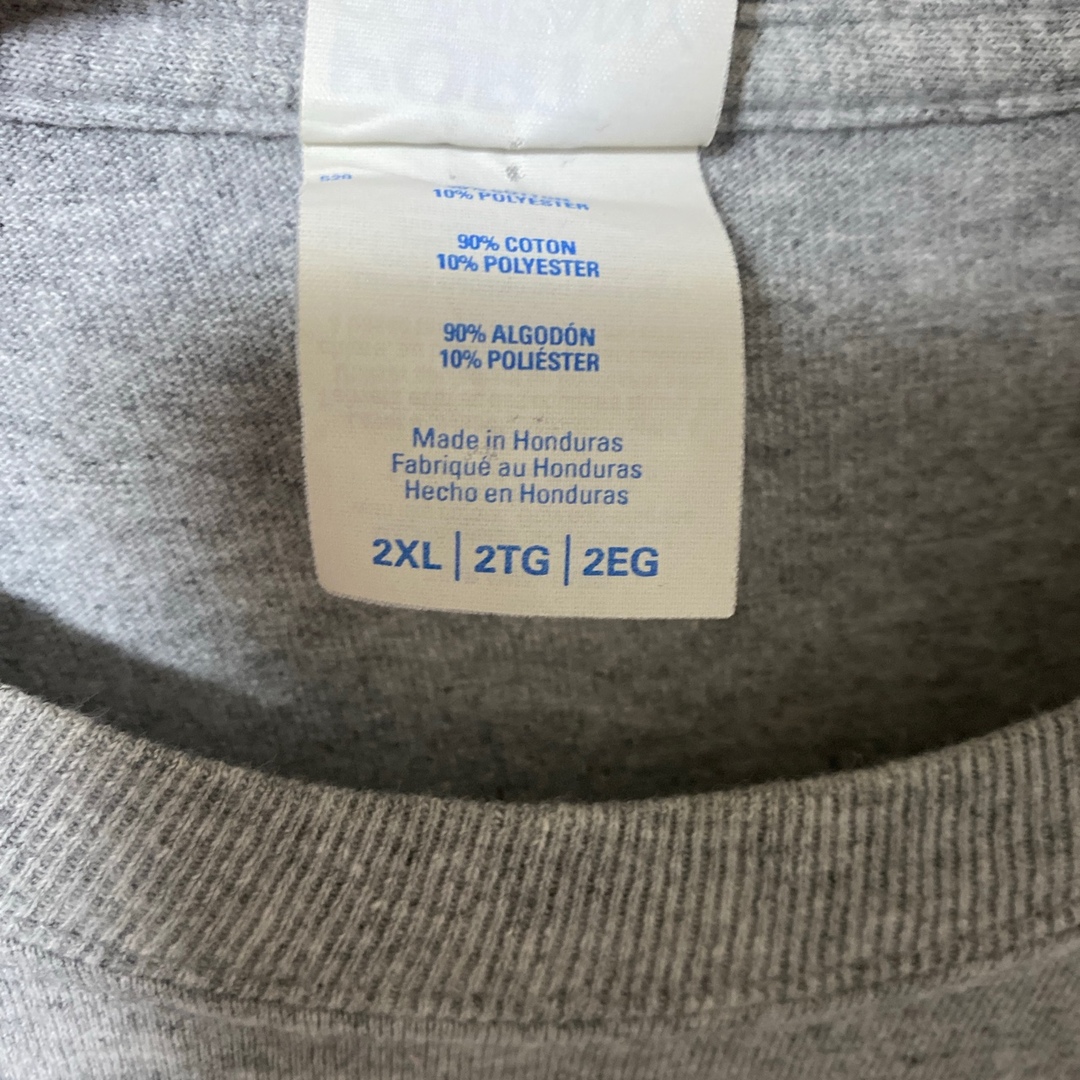 10% POLYESTER
90% COTON
10% POLYESTER
90% ALGODÓN
10% POLIÉSTER
Made in Honduras
Fabriqué au Honduras
Hecho en Honduras
2XL | 2TG | 2EG